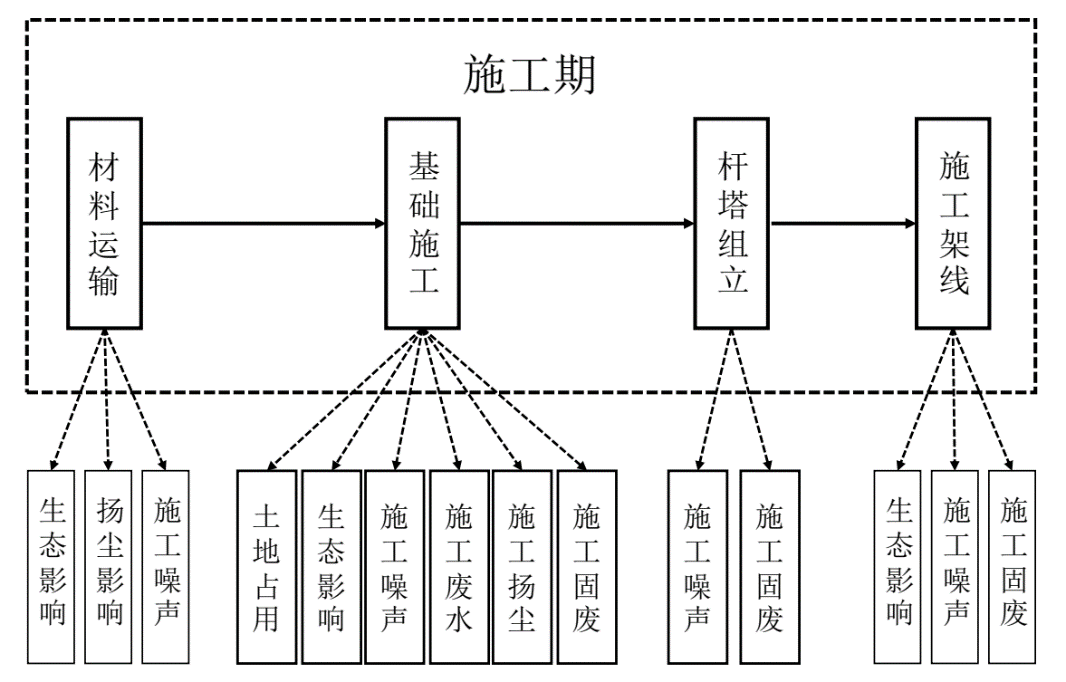 施工期
材料运输
基础施工
杆塔组立
施工架线
生态影响
扬尘影响
施工噪声
土地占用
生态影响
施工噪声
施工废水
施工扬尘
施工固废
施工噪声
施工固废
生态影响
施工噪声
施工固废